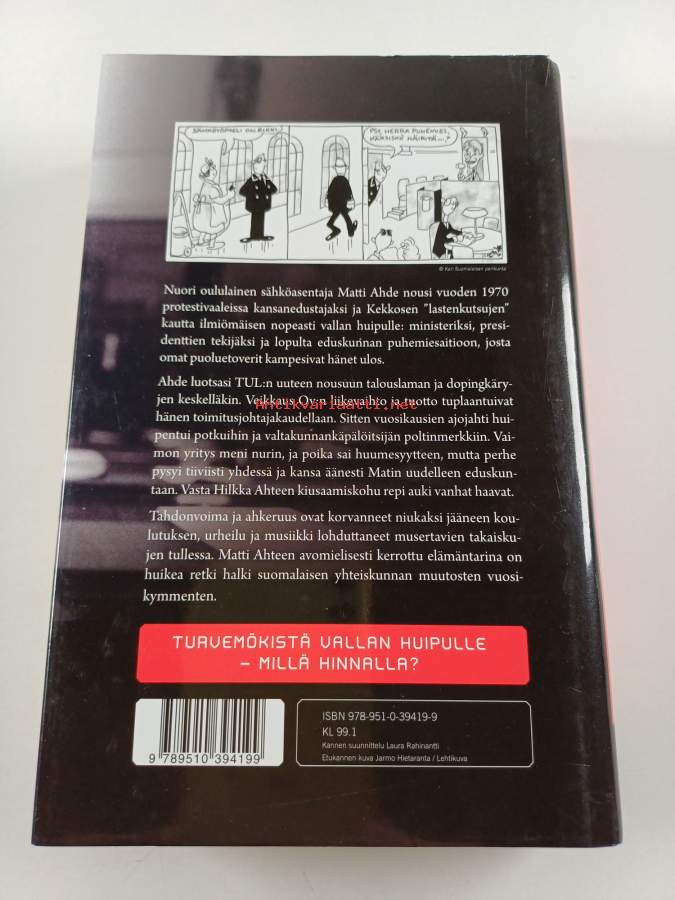 SÄHKÖTÖPSELI OLI RIKKI.
PST, HERRA PUHEMIES,
© Kari Suomalaisen perikunta
Nuori oululainen sähköasentaja Matti Ahde nousi vuoden 1970
protestivaaleissa kansanedustajaksi ja Kekkosen ”lastenkutsujen”
kautta ilmiömäisen nopeasti vallan huipulle: ministeriksi, presi-
denttien tekijäksi ja lopulta eduskunnan puhemiesaitioon, josta
omat puoluetoverit kampesivat hänet ulos.
Ahde luotsasi TUL:n uuteen nousuun talouslaman ja dopingkäry-
jen keskelläkin. Veikkaus Oy:n liikevaihto ja tuotto tuplaantuivat
Antikvariaatti.net
hänen toimitusjohtajakaudellaan. Sitten vuosikausien ajojahti hui-
pentui potkuihin ja valtakunnankäpälöitsijän poltinmerkkiin. Vai-
mon yritys meni nurin, ja poika sai huumesyytteen, mutta perhe
pysyi tiiviisti yhdessä ja kansa äänesti Matin uudelleen eduskun-
taan. Vasta Hilkka Ahteen kiusaamiskohu repi auki vanhat haavat.
Tahdonvoima ja ahkeruus ovat korvanneet niukaksi jääneen kou-
lutuksen, urheilu ja musiikki lohduttaneet musertavien takaisku-
jen tullessa. Matti Ahteen avomielisesti kerrottu elämäntarina on
huikea retki halki suomalaisen yhteiskunnan muutosten vuosi-
kymmenten.
TURVEMÖKISTÄ VALLAN HUIPULLE
– MILLÄ HINNALLA?
ISBN 978-951-0-39419-9
KL 99.1
Kannen suunnittelu Laura Rahinantti
Etukannen kuva Jarmo Hietaranta / Lehtikuva
9 789510 394199